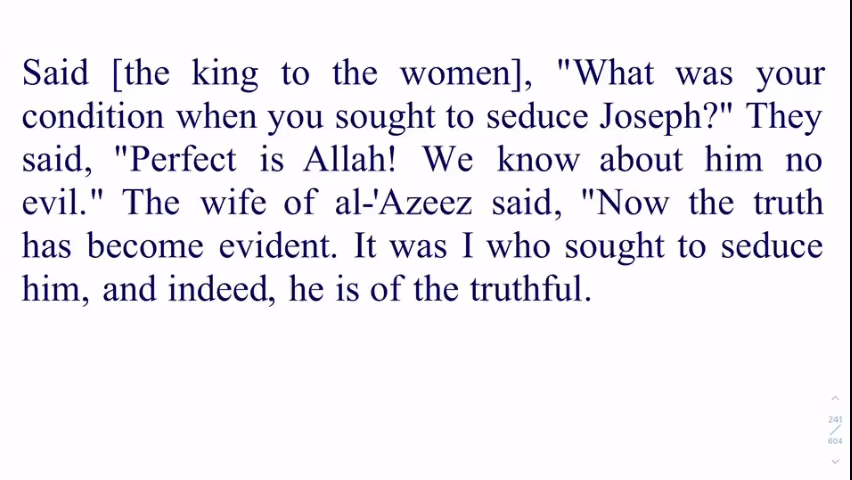 Said [the king to the women], "What was your
condition when you sought to seduce Joseph?" They
said, "Perfect is Allah! We know about him no
evil." The wife of al-'Azeez said, "Now the truth
has become evident. It was I who sought to seduce
him, and indeed, he is of the truthful.
241
604